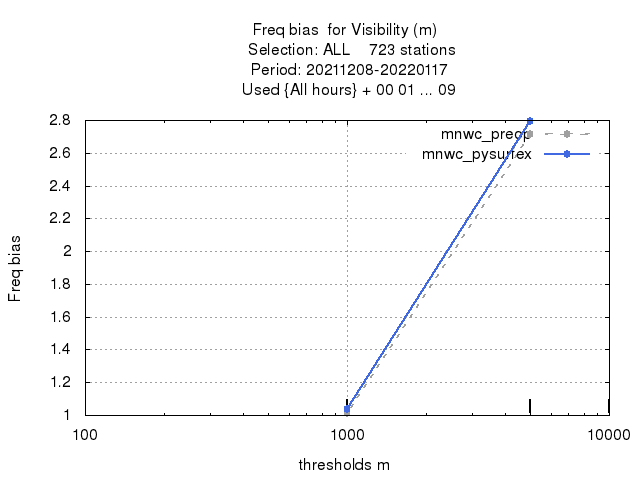 Freq bias  for Visibility (m)
Selection: ALL    723 stations
Period: 20211208-20220117
Used {All hours} + 00 01 ... 09
2.8
mnwc_precp
2.6
mnwc_pysurfex
2.4
2.2
2
1.8
1.6
1.4
1.2
1
Freq bias
100
1000
10000
thresholds m